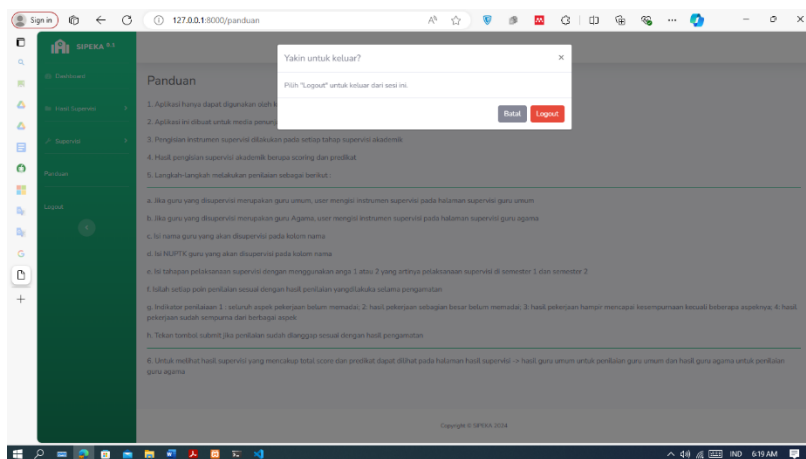 Sign in
127.0.0.1:8000/panduan
SIPEKA 0.1
Dashboard
Hasil Supervisi
Supervisi
Panduan
Logout
Yakin untuk keluar?
×
Pilih "Logout" untuk keluar dari sesi ini.
Batal
Logout
Panduan
1. Aplikasi hanya dapat digunakan oleh
2. Aplikasi ini dibuat untuk media
3. Pengisian instrumen supervisi dilakukan pada setiap tahap supervisi akademik
4. Hasil pengisian supervisi akademik berapa scoring dan predikat
5. Langkah-langkah melakukan penilaian sebagai berikut :
a. Jika guru yang disupervisi merupakan guru umum, user mengisi instrumen supervisi pada halaman supervisi guru umum
b. Jika guru yang disupervisi merupakan guru Agama, user mengisi instrumen supervisi pada halaman supervisi guru agama
c. Isi nama guru yang akan disupervisi pada kolom nama
d. Isi NUPTK guru yang akan disupervisi pada kolom nama
e. Isi tahapan pelaksanaan supervisi dengan menggunakan anga 1 atau 2 yang artinya pelaksanaan supervisi di semester 1 dan semester 2
f. Isilah setiap poin penilaian sesuai dengan hasil penilaian yangdilakuka selama pengamatan
g. Indikator penilaiaan 1 : seluruh aspek pekerjaan belum memadai; 2: hasil pekerjaan sebagian besar belum memadai; 3: hasil pekerjaan hampir mencapai kesempurnaan kecuali beberapa aspeknya; 4: hasil
pekerjaan sudah sempurna dari berbagai aspek
h. Tekan tombol submit jika penilaian sudah dianggap sesuai dengan hasil pengamatan
6. Untuk melihat hasil supervisi yang mencakup total score dan predikat dapat dilihat pada halaman hasil supervisi -> hasil guru umum untuk penilaian guru umum dan hasil guru agama untuk penilaian
guru agama
Copyright © SIPEKA 2024
IND
6:19 AM